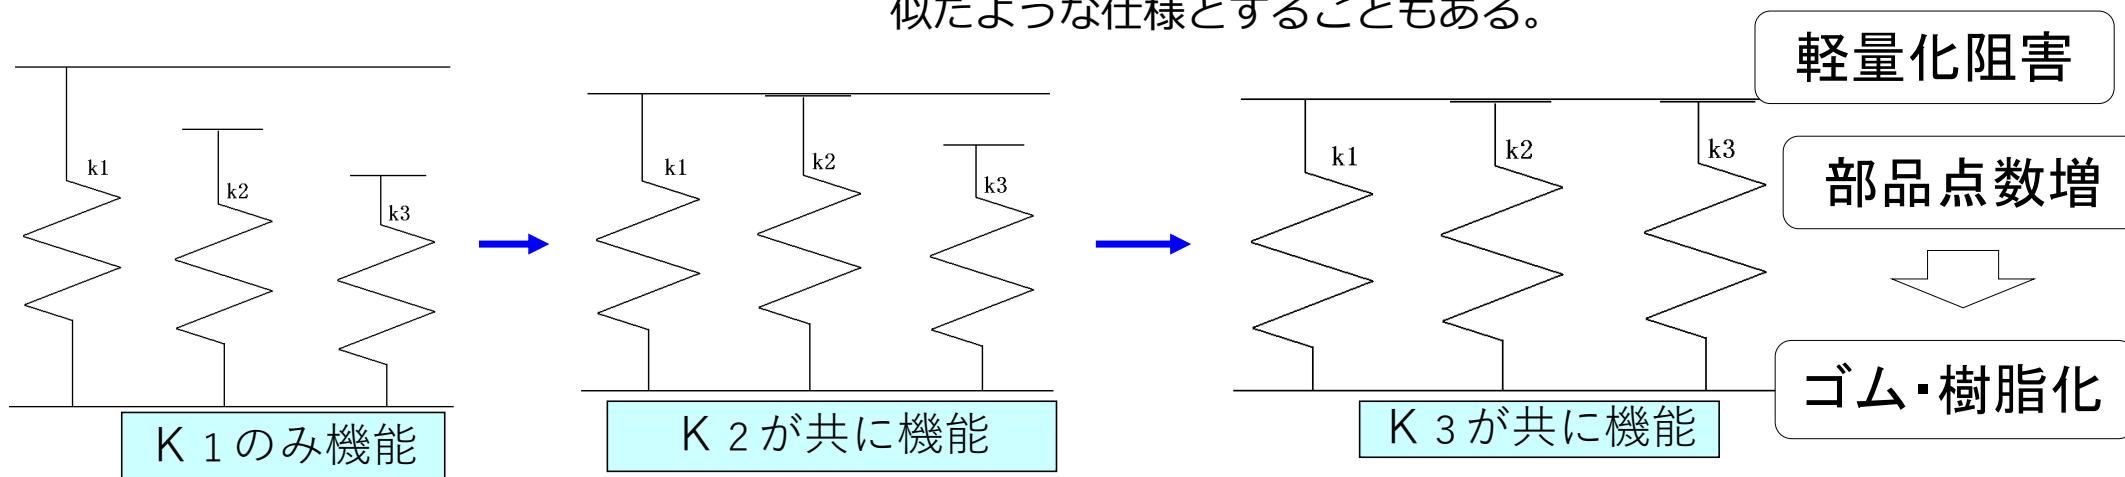 似たような仕様とすることもある。
軽量化阻害
部品点数増
ゴム・樹脂化
k1
k2
k3
K１のみ機能
k1
k2
k3
K２が共に機能
k1
k2
k3
K３が共に機能